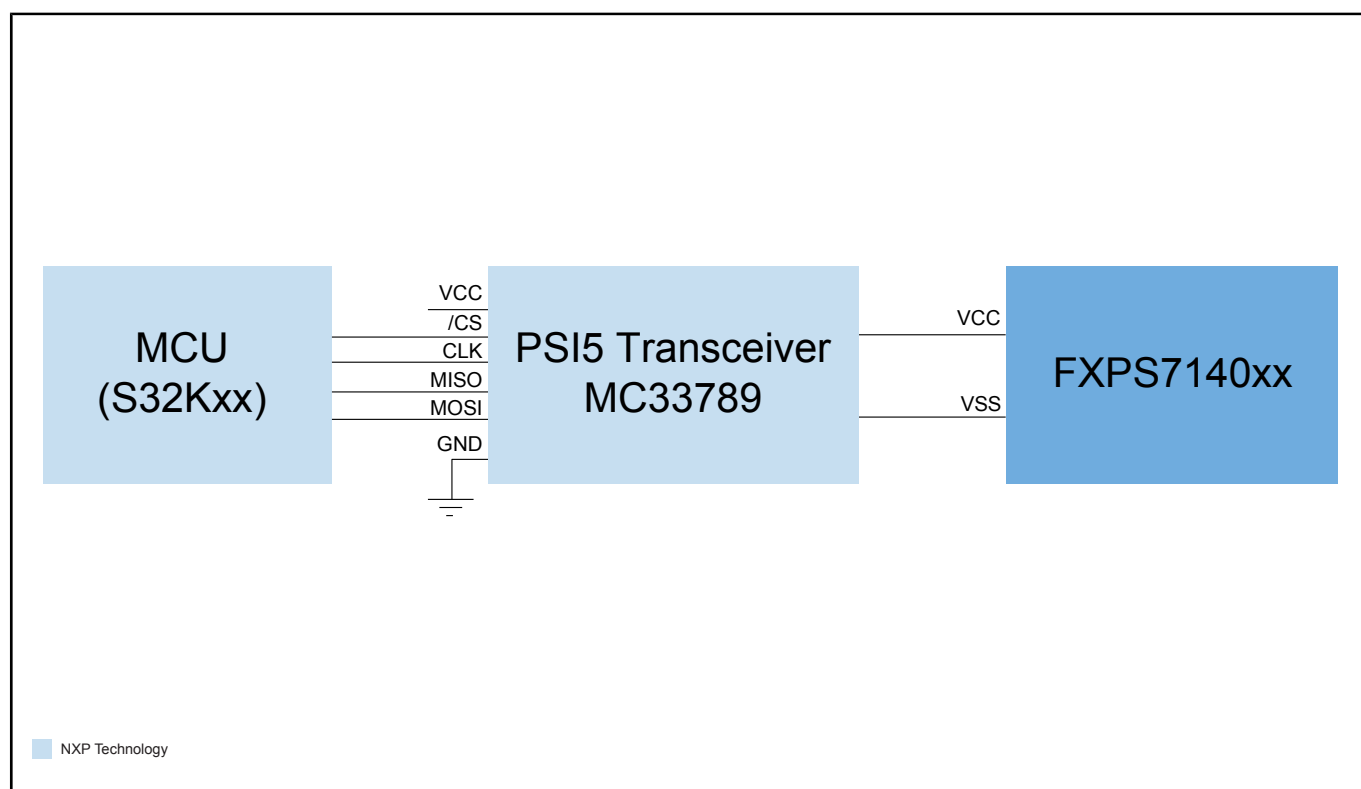 MCU
(S32Kxx)
VCC
/CS
CLK
MISO
MOSI
GND
PSI5 Transceiver
MC33789
VCC
VSS
FXPS7140xx
NXP Technology